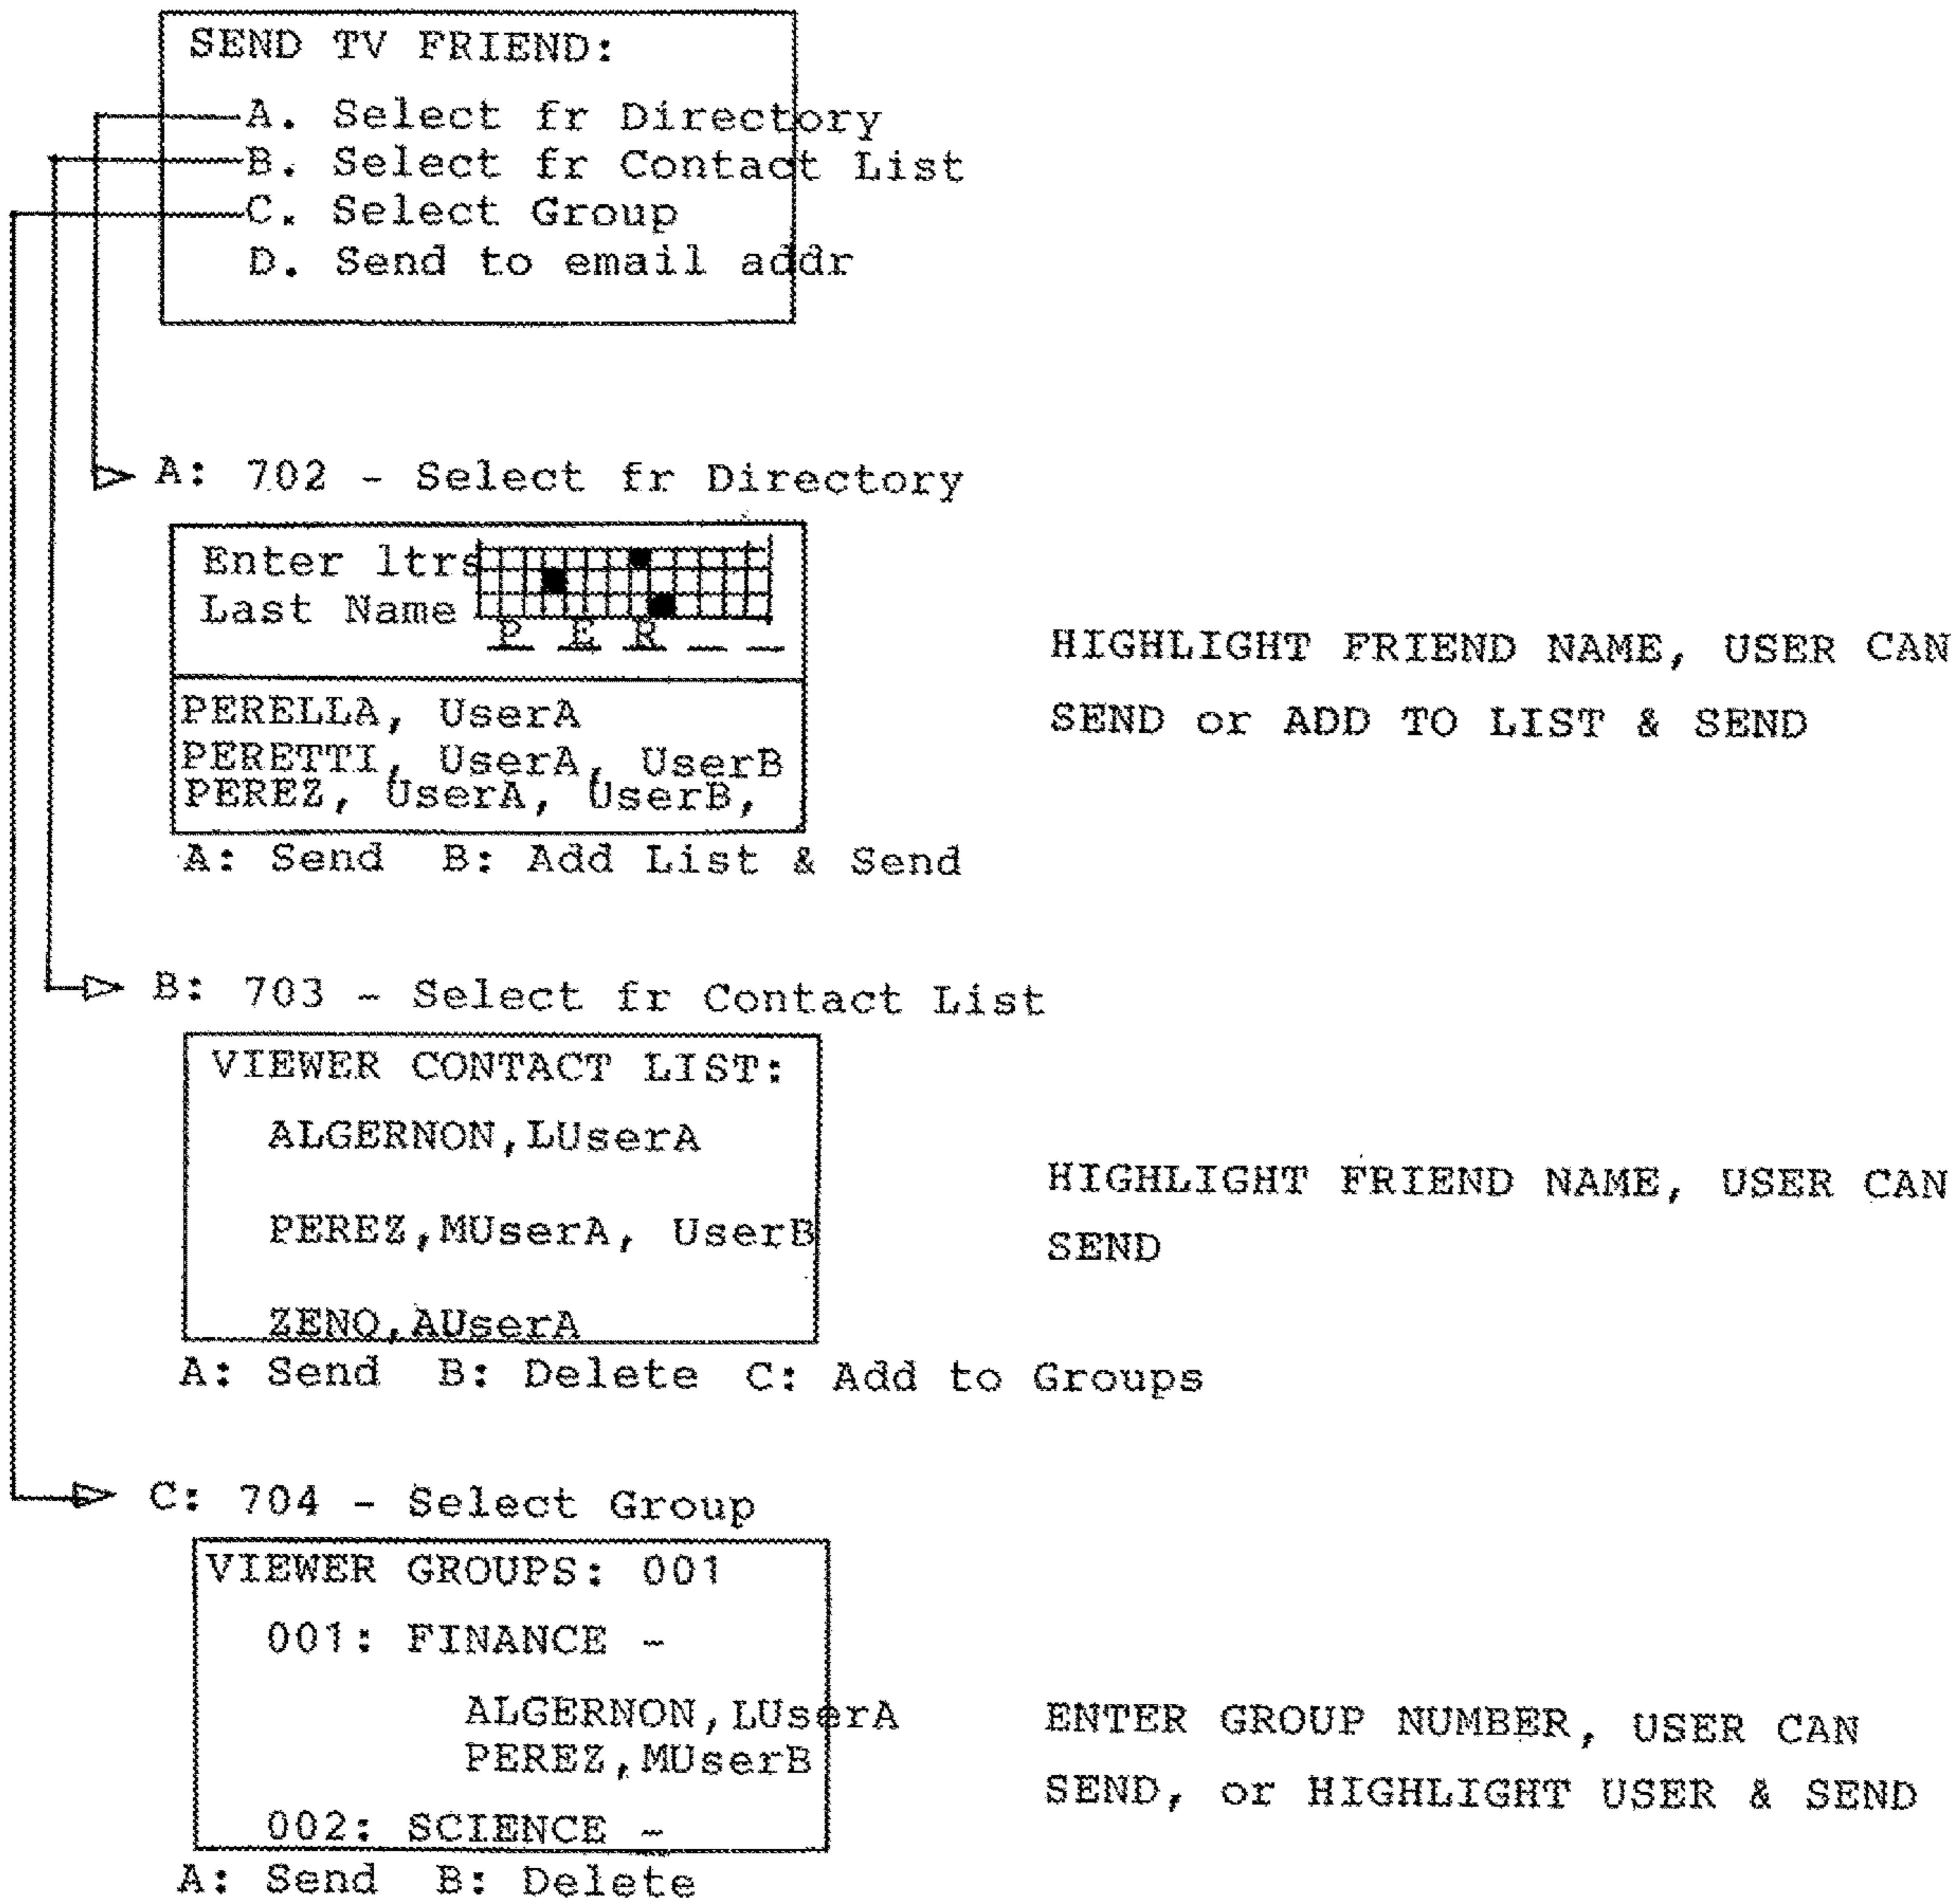 SEND TV FRIEND:
A. Select fr Directory
B. Select fr Contact List
C. Select Group
D. Send to email addr
A: 702 - Select fr Directory
Enter ltrs
Last Name
P E R _ _
PERELLA, UserA
PERETTI, UserA, UserB
PEREZ, UserA, UserB,
A: Send B: Add List & Send
HIGHLIGHT FRIEND NAME, USER CAN
SEND or ADD TO LIST & SEND
B: 703 - Select fr Contact List
VIEWER CONTACT LIST:
ALGERNON,LUserA
PEREZ,MUserA, UserB
ZENO,AUserA
A: Send B: Delete C: Add to Groups
HIGHLIGHT FRIEND NAME, USER CAN
SEND
C: 704 - Select Group
VIEWER GROUPS: 001
001: FINANCE -
ALGERNON,LUserA
PEREZ,MUserB
002: SCIENCE -
A: Send B: Delete
ENTER GROUP NUMBER, USER CAN
SEND, or HIGHLIGHT USER & SEND